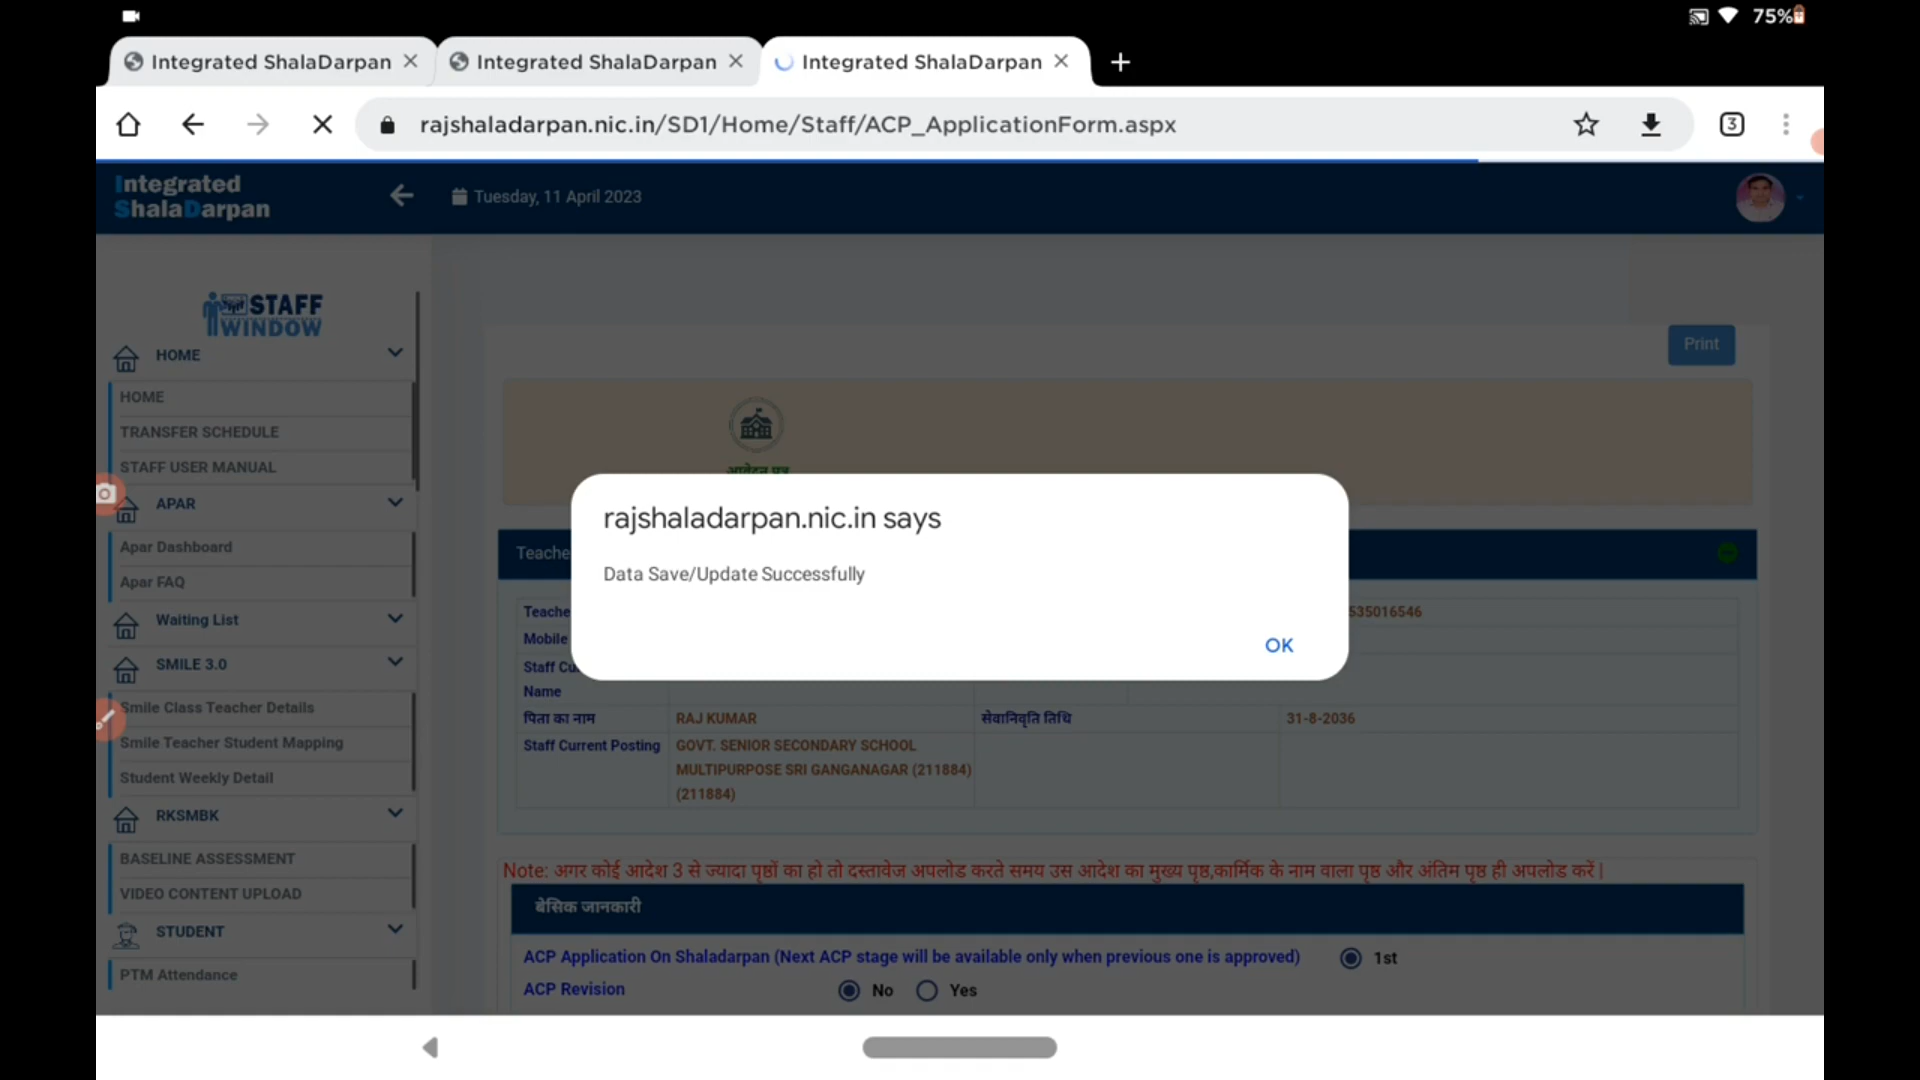 75%
Integrated ShalaDarpan
Integrated ShalaDarpan
Integrated ShalaDarpan
rajshaladarpan.nic.in/SD1/Home/Staff/ACP_ApplicationForm.aspx
3
Integrated
ShalaDarpan
Tuesday, 11 April 2023
STAFF
WINDOW
HOME
HOME
TRANSFER SCHEDULE
STAFF USER MANUAL
APAR
Apar Dashboard
Apar FAQ
Waiting List
SMILE 3.0
Smile Class Teacher Details
Smile Teacher Student Mapping
Student Weekly Detail
RKSMBK
BASELINE ASSESSMENT
VIDEO CONTENT UPLOAD
STUDENT
PTM Attendance
Print
आवेदन पत्र
rajshaladarpan.nic.in says
Data Save/Update Successfully
OK
Teache
Teache 535016546
Mobile
Staff Cu
Name
पिता का नाम RAJ KUMAR सेवानिवृति तिथि 31-8-2036
Staff Current Posting GOVT. SENIOR SECONDARY SCHOOL
MULTIPURPOSE SRI GANGANAGAR (211884)
(211884)
Note: अगर कोई आदेश 3 से ज्यादा पृष्ठों का हो तो दस्तावेज अपलोड करते समय उस आदेश का मुख्य पृष्ठ,कार्मिक के नाम वाला पृष्ठ और अंतिम पृष्ठ ही अपलोड करें |
बेसिक जानकारी
ACP Application On Shaladarpan (Next ACP stage will be available only when previous one is approved) 1st
ACP Revision No Yes